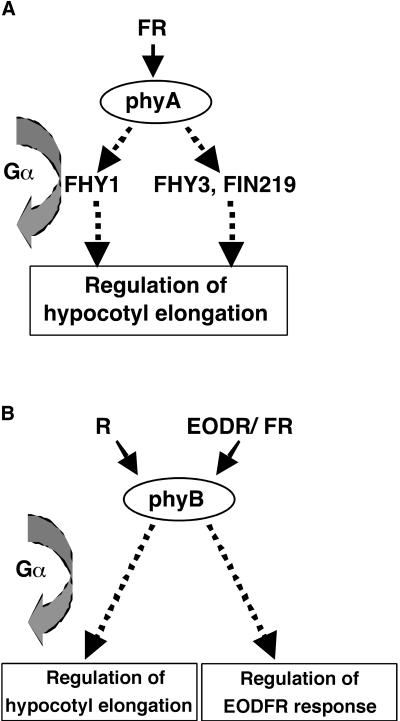 A
FR
phyA
Gα
FHY1 FHY3, FIN219
Regulation of
hypocotyl elongation
B
R EODR/ FR
phyB
Gα
Regulation of
hypocotyl elongation
Regulation of
EODFR response